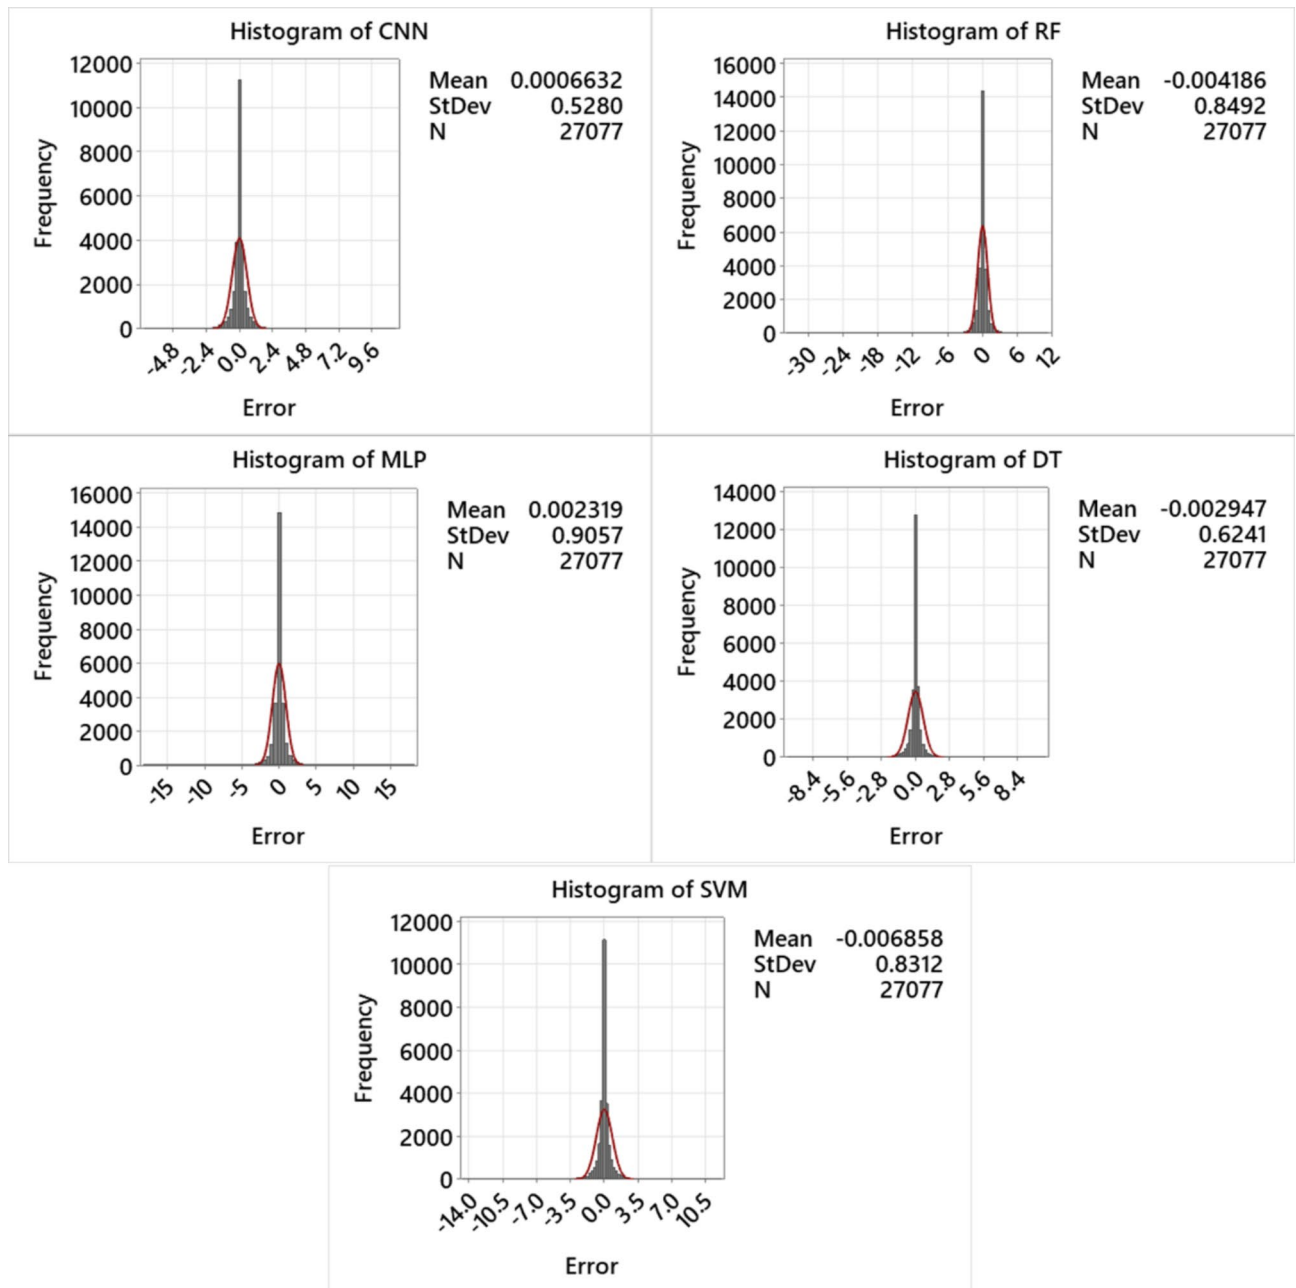 Histogram of CNN
12000
10000
8000
6000
4000
2000
0
Frequency
-4.8 -2.4 0.0 2.4 4.8 7.2 9.6
Error
Mean 0.0006632
StDev 0.5280
N 27077
Histogram of RF
16000
14000
12000
10000
8000
6000
4000
2000
0
Frequency
-30 -24 -18 -12 -6 0 6 12
Error
Mean -0.004186
StDev 0.8492
N 27077
Histogram of MLP
16000
14000
12000
10000
8000
6000
4000
2000
0
Frequency
-15 -10 -5 0 5 10 15
Error
Mean 0.002319
StDev 0.9057
N 27077
Histogram of DT
14000
12000
10000
8000
6000
4000
2000
0
Frequency
-8.4 -5.6 -2.8 0.0 2.8 5.6 8.4
Error
Mean -0.002947
StDev 0.6241
N 27077
Histogram of SVM
12000
10000
8000
6000
4000
2000
0
Frequency
-14.0 -10.5 -7.0 -3.5 0.0 3.5 7.0 10.5
Error
Mean -0.006858
StDev 0.8312
N 27077